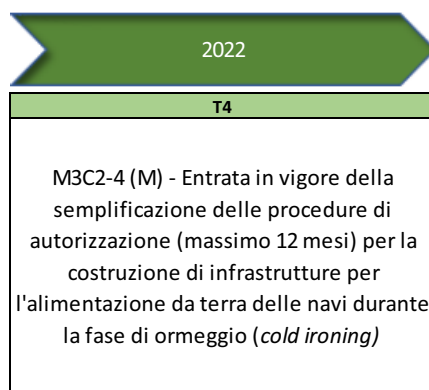 2022
T4
M3C2-4 (M) - Entrata in vigore della
semplificazione delle procedure di
autorizzazione (massimo 12 mesi) per la
costruzione di infrastrutture per
l'alimentazione da terra delle navi durante
la fase di ormeggio (cold ironing)